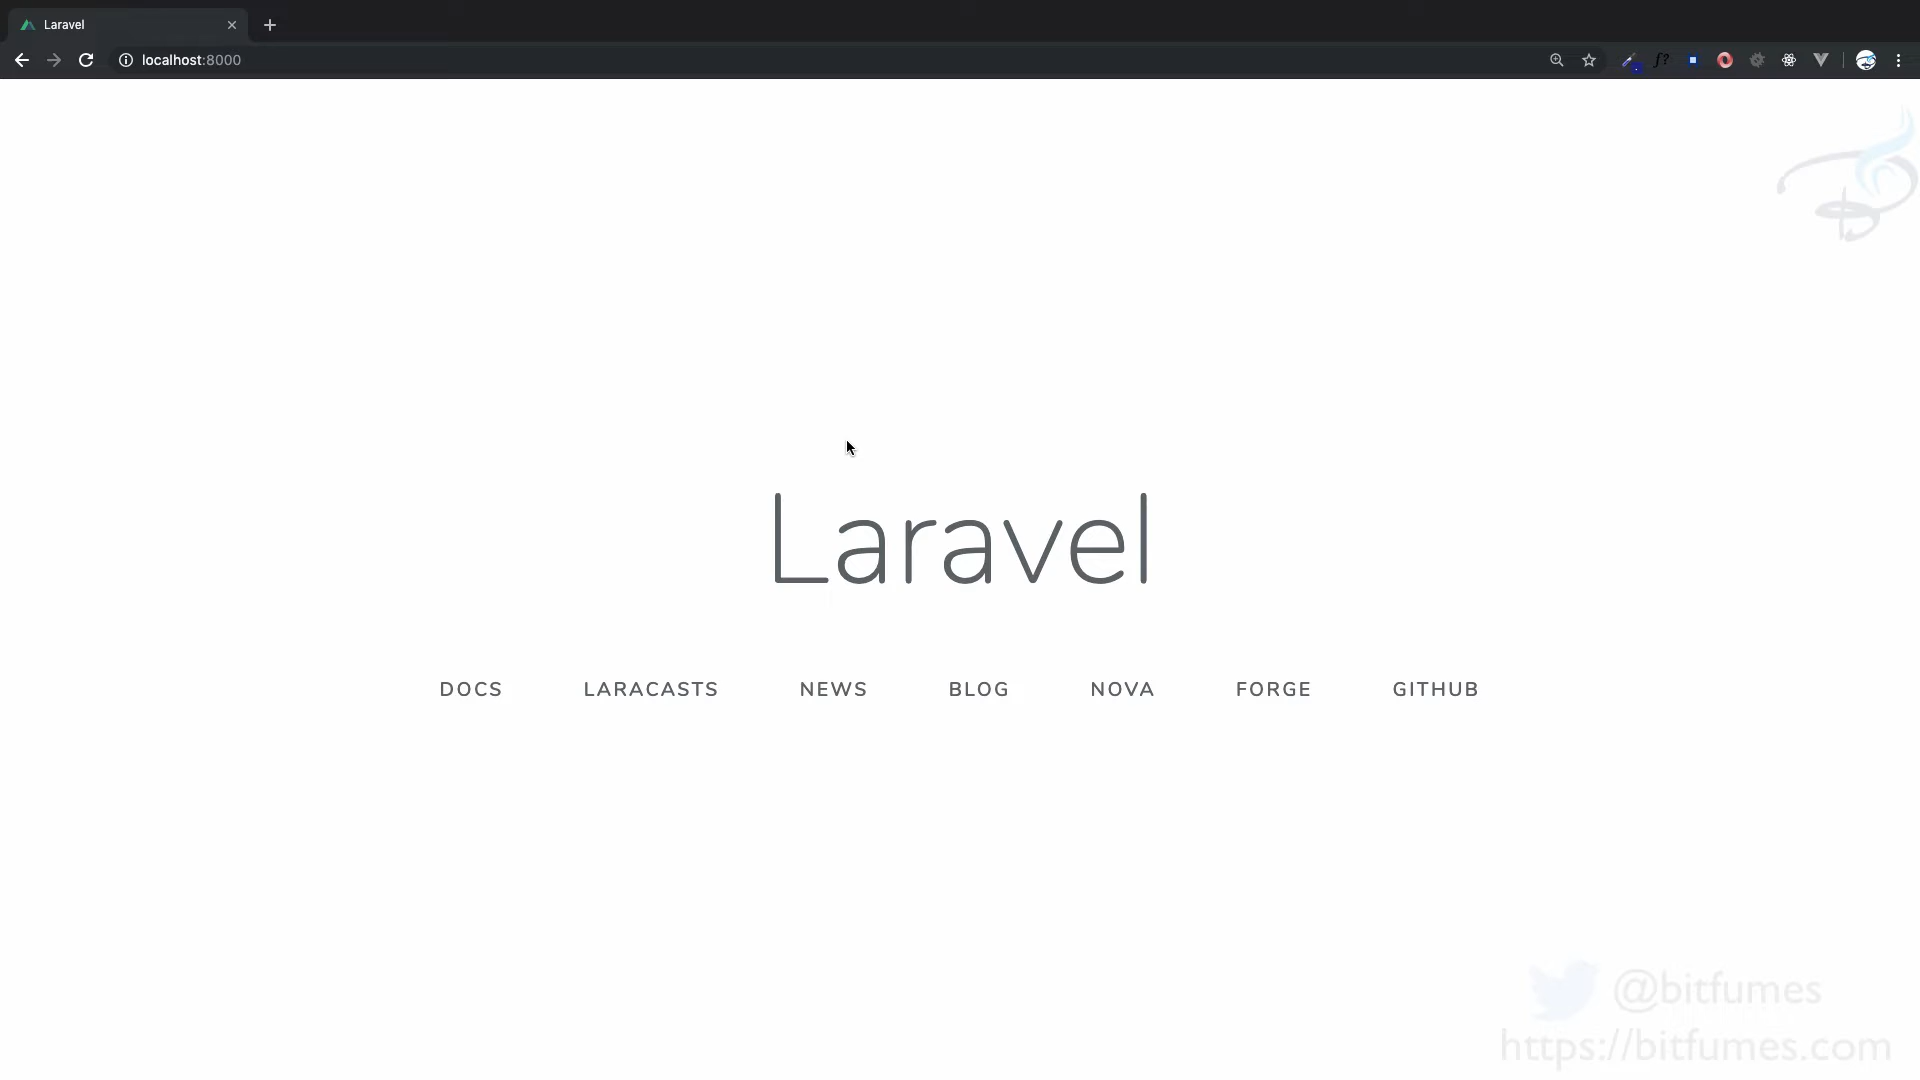 Laravel
localhost:8000
f?
Laravel
DOCS LARACASTS NEWS BLOG NOVA FORGE GITHUB
@bitfumes
https://bitfumes.com